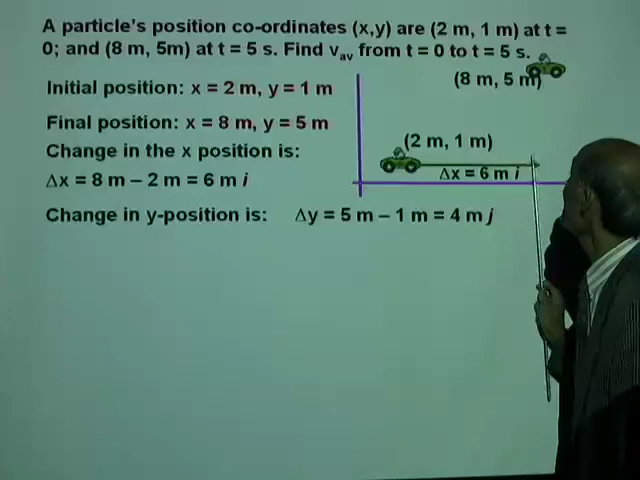 A particle's position co-ordinates (x,y) are (2 m, 1 m) at t =
0; and (8 m, 5m) at t = 5 s. Find vav from t = 0 to t = 5 s.
(8 m, 5 m)
Initial position: x = 2 m, y = 1 m
Final position: x = 8 m, y = 5 m
(2 m, 1 m)
Change in the x position is:
Δx = 6 m i
Δx = 8 m – 2 m = 6 m i
Change in y-position is: Δy = 5 m – 1 m = 4 m j